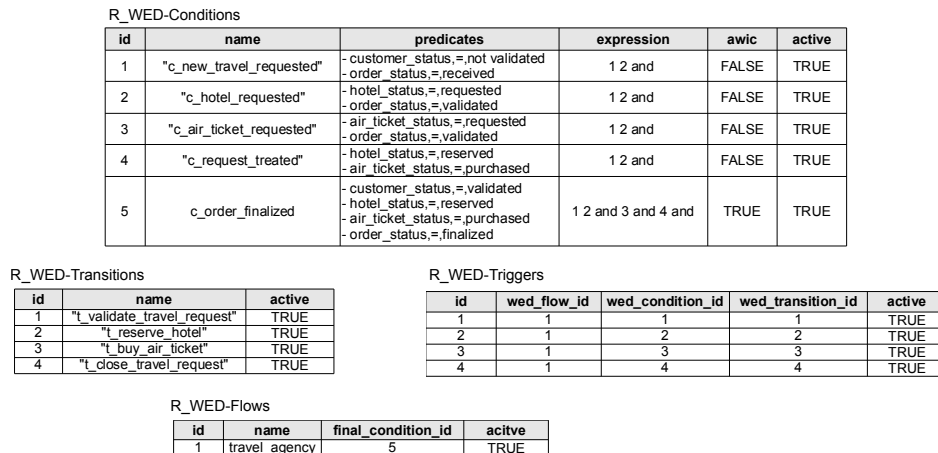 R_WED-Conditions
id name predicates expression awic active
1 "c_new_travel_requested" - customer_status,=,not validated 1 2 and FALSE TRUE
- order_status,=,received
2 "c_hotel_requested" - hotel_status,=,requested 1 2 and FALSE TRUE
- order_status,=,validated
3 "c_air_ticket_requested" - air_ticket_status,=,requested 1 2 and FALSE TRUE
- order_status,=,validated
4 "c_request_treated" - hotel_status,=,reserved 1 2 and FALSE TRUE
- air_ticket_status,=,purchased
- customer_status,=,validated
- hotel_status,=,reserved
5 c_order_finalized - air_ticket_status,=,purchased 1 2 and 3 and 4 and TRUE TRUE
- order_status,=,finalized
R_WED-Transitions
id name active
1 "t_validate_travel_request" TRUE
2 "t_reserve_hotel" TRUE
3 "t_buy_air_ticket" TRUE
4 "t_close_travel_request" TRUE
R_WED-Triggers
id wed_flow_id wed_condition_id wed_transition_id active
1 1 1 1 TRUE
2 1 2 2 TRUE
3 1 3 3 TRUE
4 1 4 4 TRUE
R_WED-Flows
id name final_condition_id acitve
1 travel_agency 5 TRUE